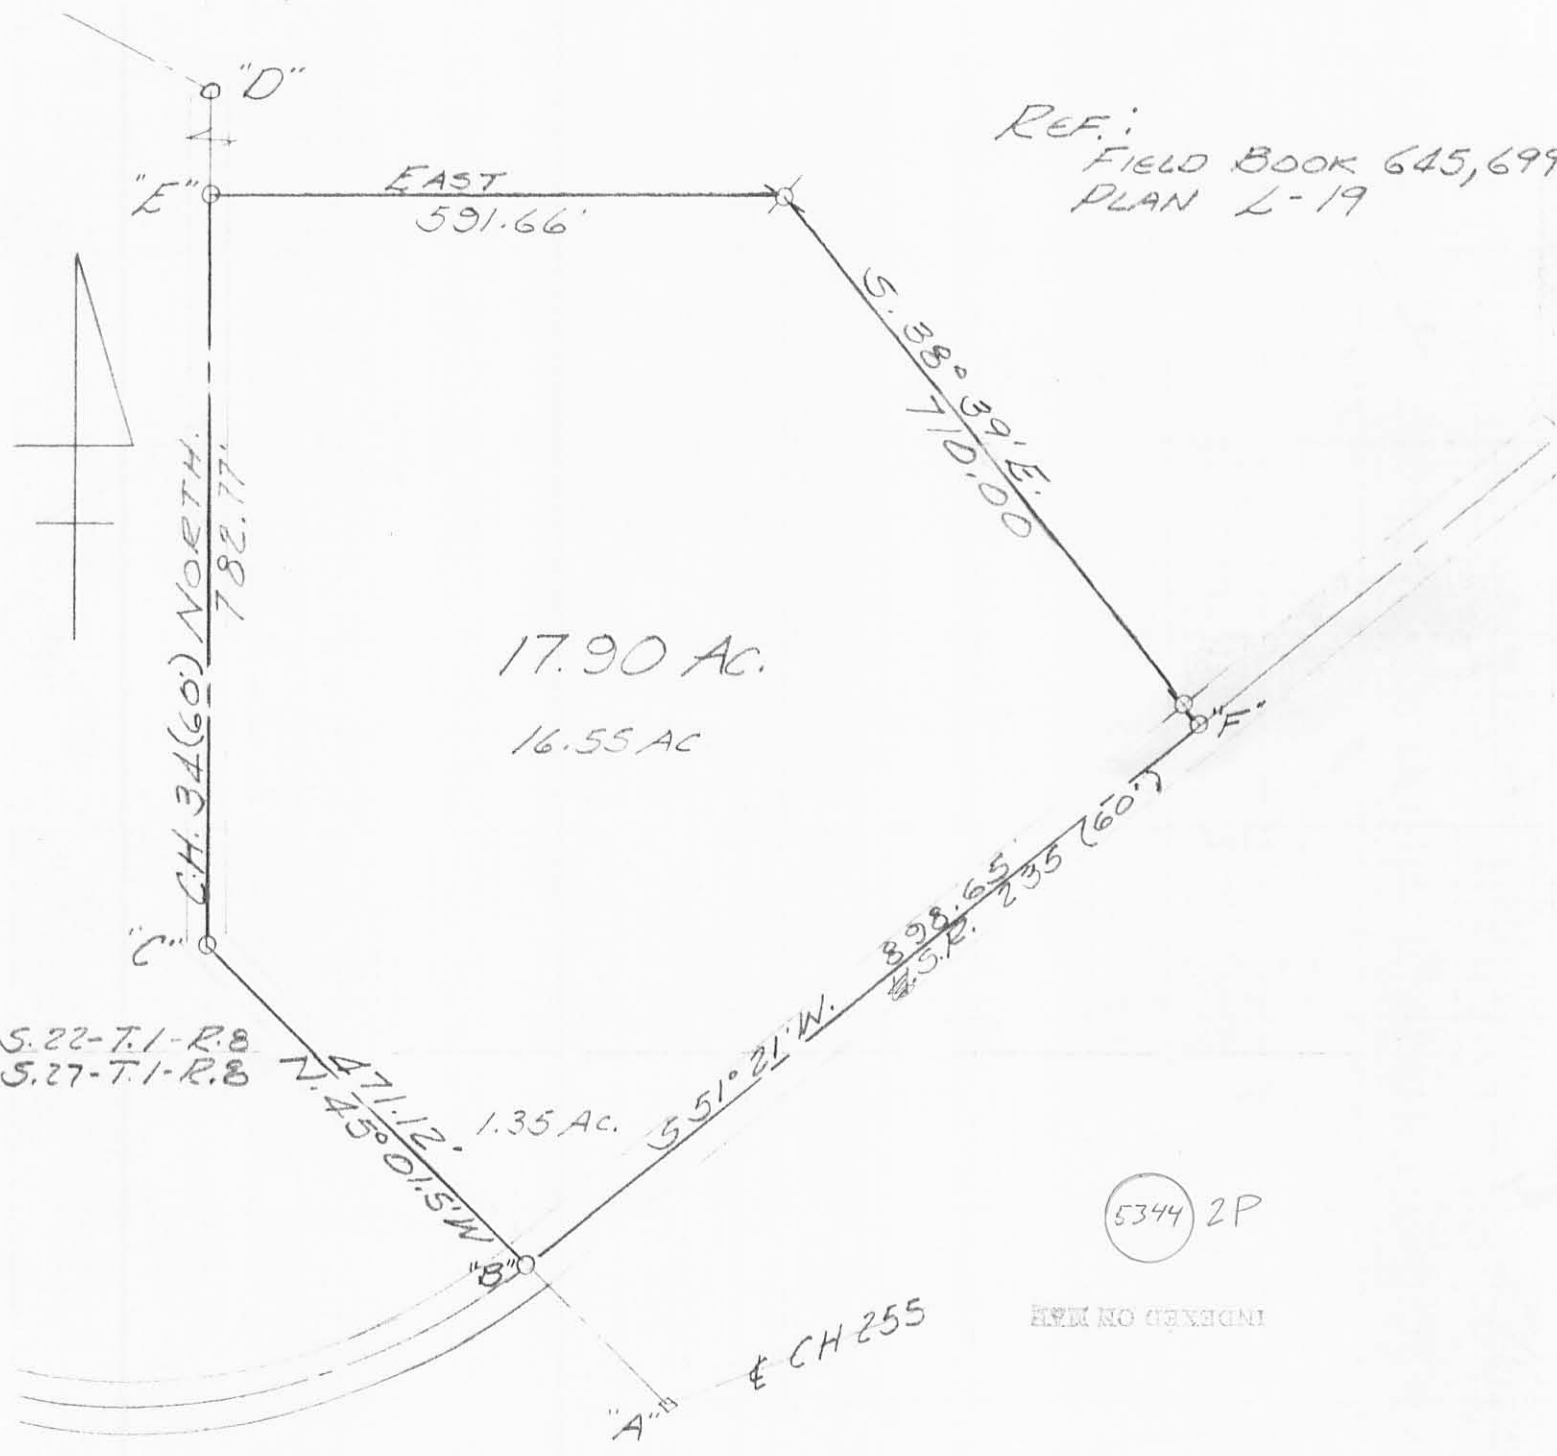 "D"
REF.:
FIELD BOOK 645,699
PLAN L-19
"E"
EAST
591.66'
S. 38° 39' E.
710.00
C.H. 34 (60') NORTH.
782.77'
17.90 AC.
16.55 AC
"F"
898.65'
S.R. 235 (60')
S51° 21' W.
"C"
S.22-T.1-R.8
S.27-T.1-R.8
471.12'
N. 45° 01.5' W
1.35 AC.
"B"
5344 2P
INDEXED ON MAP
℄ CH 255
"A"